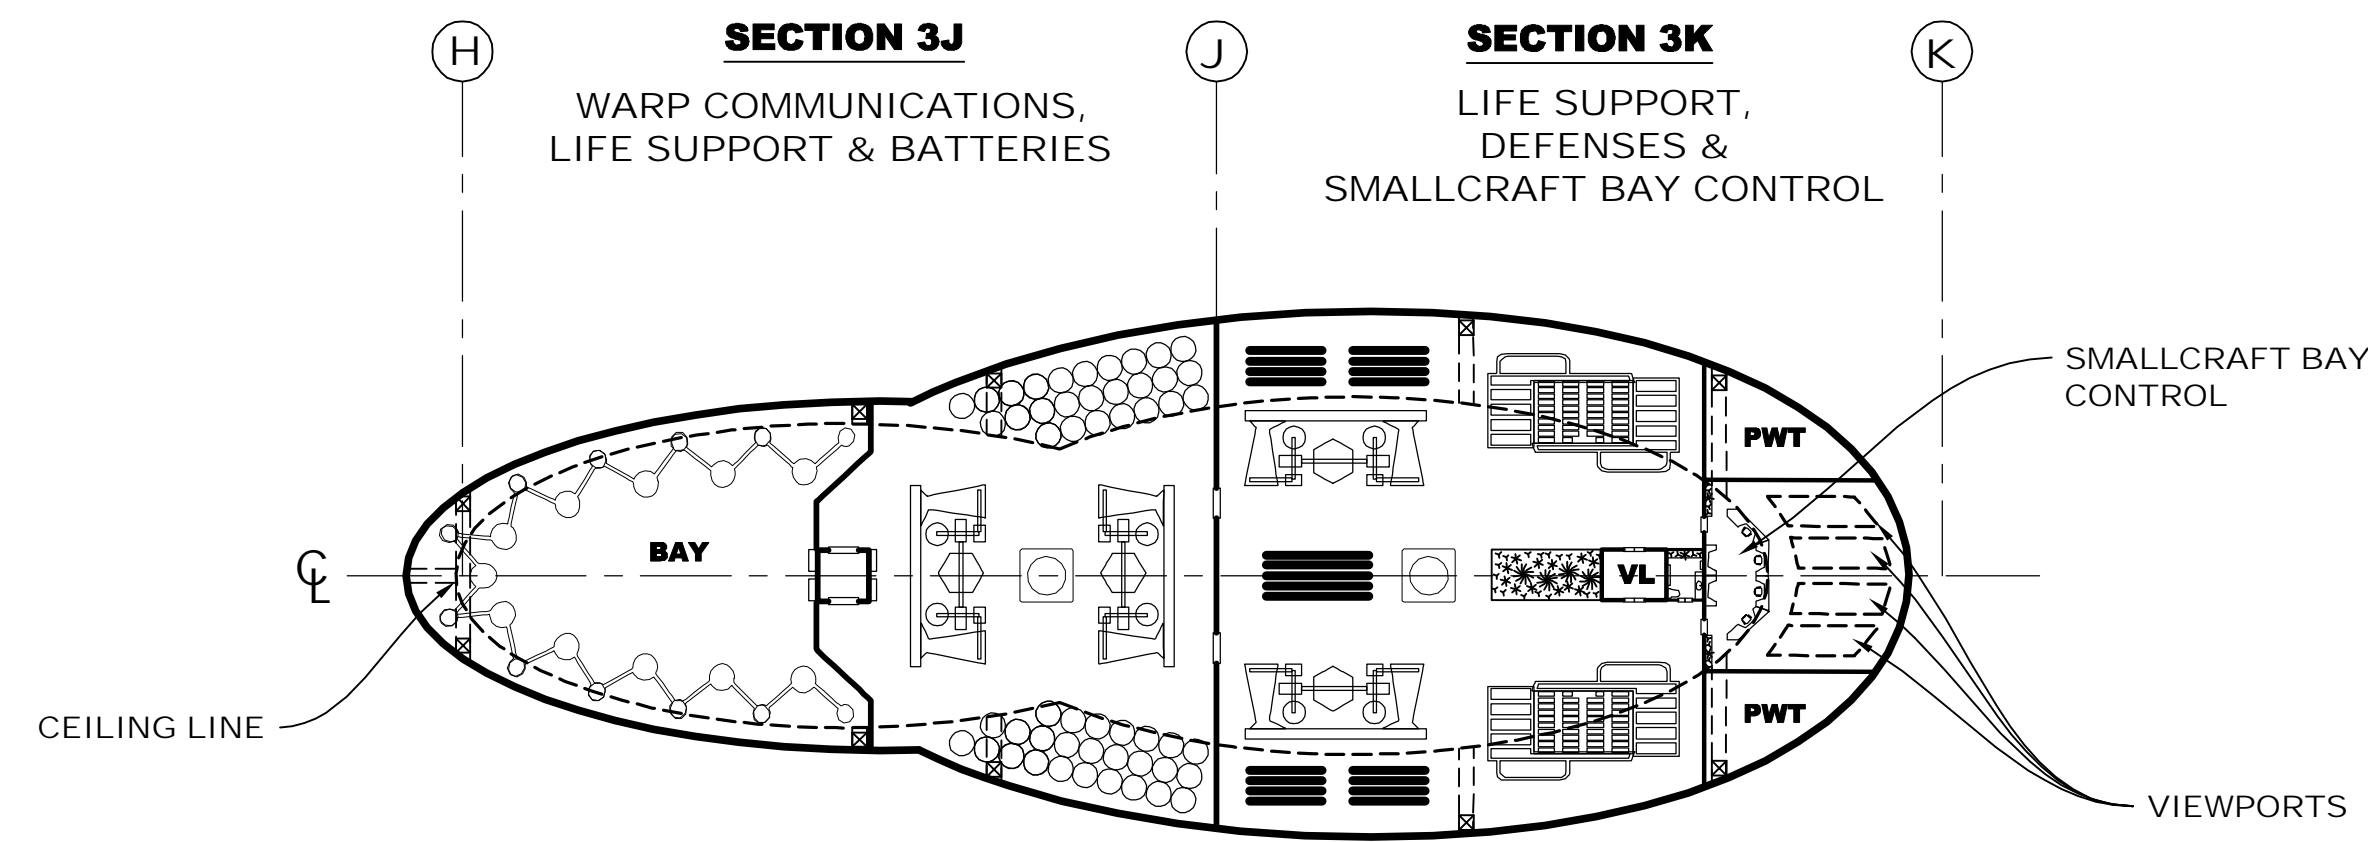 H
SECTION 3J
J
SECTION 3K
K
WARP COMMUNICATIONS,
LIFE SUPPORT & BATTERIES
LIFE SUPPORT,
DEFENSES &
SMALLCRAFT BAY CONTROL
SMALLCRAFT BAY
CONTROL
PWT
BAY
VL
CL
PWT
CEILING LINE
VIEWPORTS